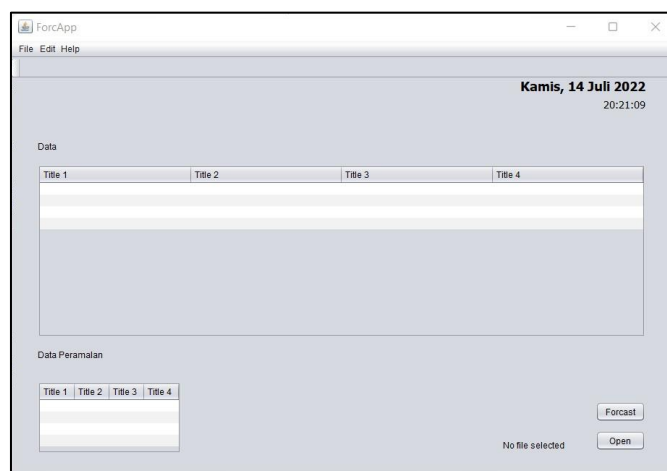 ForcApp
File Edit Help
Kamis, 14 Juli 2022
20:21:09
Data
Title 1 Title 2 Title 3 Title 4
Data Peramalan
Title 1 Title 2 Title 3 Title 4
Forcast
No file selected Open